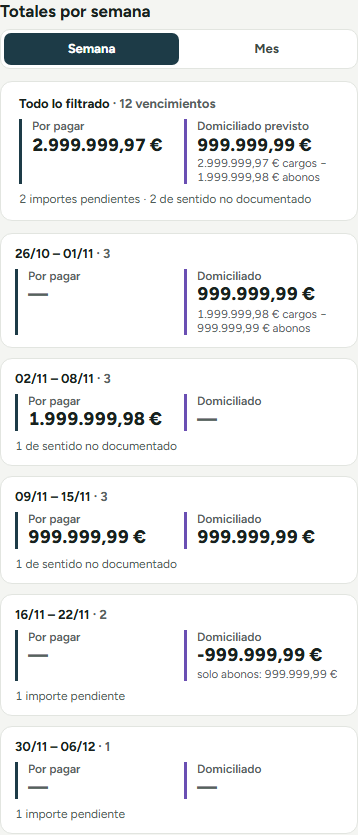 Totales por semana
Semana Mes
Todo lo filtrado · 12 vencimientos
Por pagar Domiciliado previsto
2.999.999,97 € 999.999,99 €
2.999.999,97 € cargos –
1.999.999,98 € abonos
2 importes pendientes · 2 de sentido no documentado
26/10 – 01/11 · 3
Por pagar Domiciliado
— 999.999,99 €
1.999.999,98 € cargos –
999.999,99 € abonos
02/11 – 08/11 · 3
Por pagar Domiciliado
1.999.999,98 € —
1 de sentido no documentado
09/11 – 15/11 · 3
Por pagar Domiciliado
999.999,99 € 999.999,99 €
1 de sentido no documentado
16/11 – 22/11 · 2
Por pagar Domiciliado
— -999.999,99 €
solo abonos: 999.999,99 €
1 importe pendiente
30/11 – 06/12 · 1
Por pagar Domiciliado
— —
1 importe pendiente